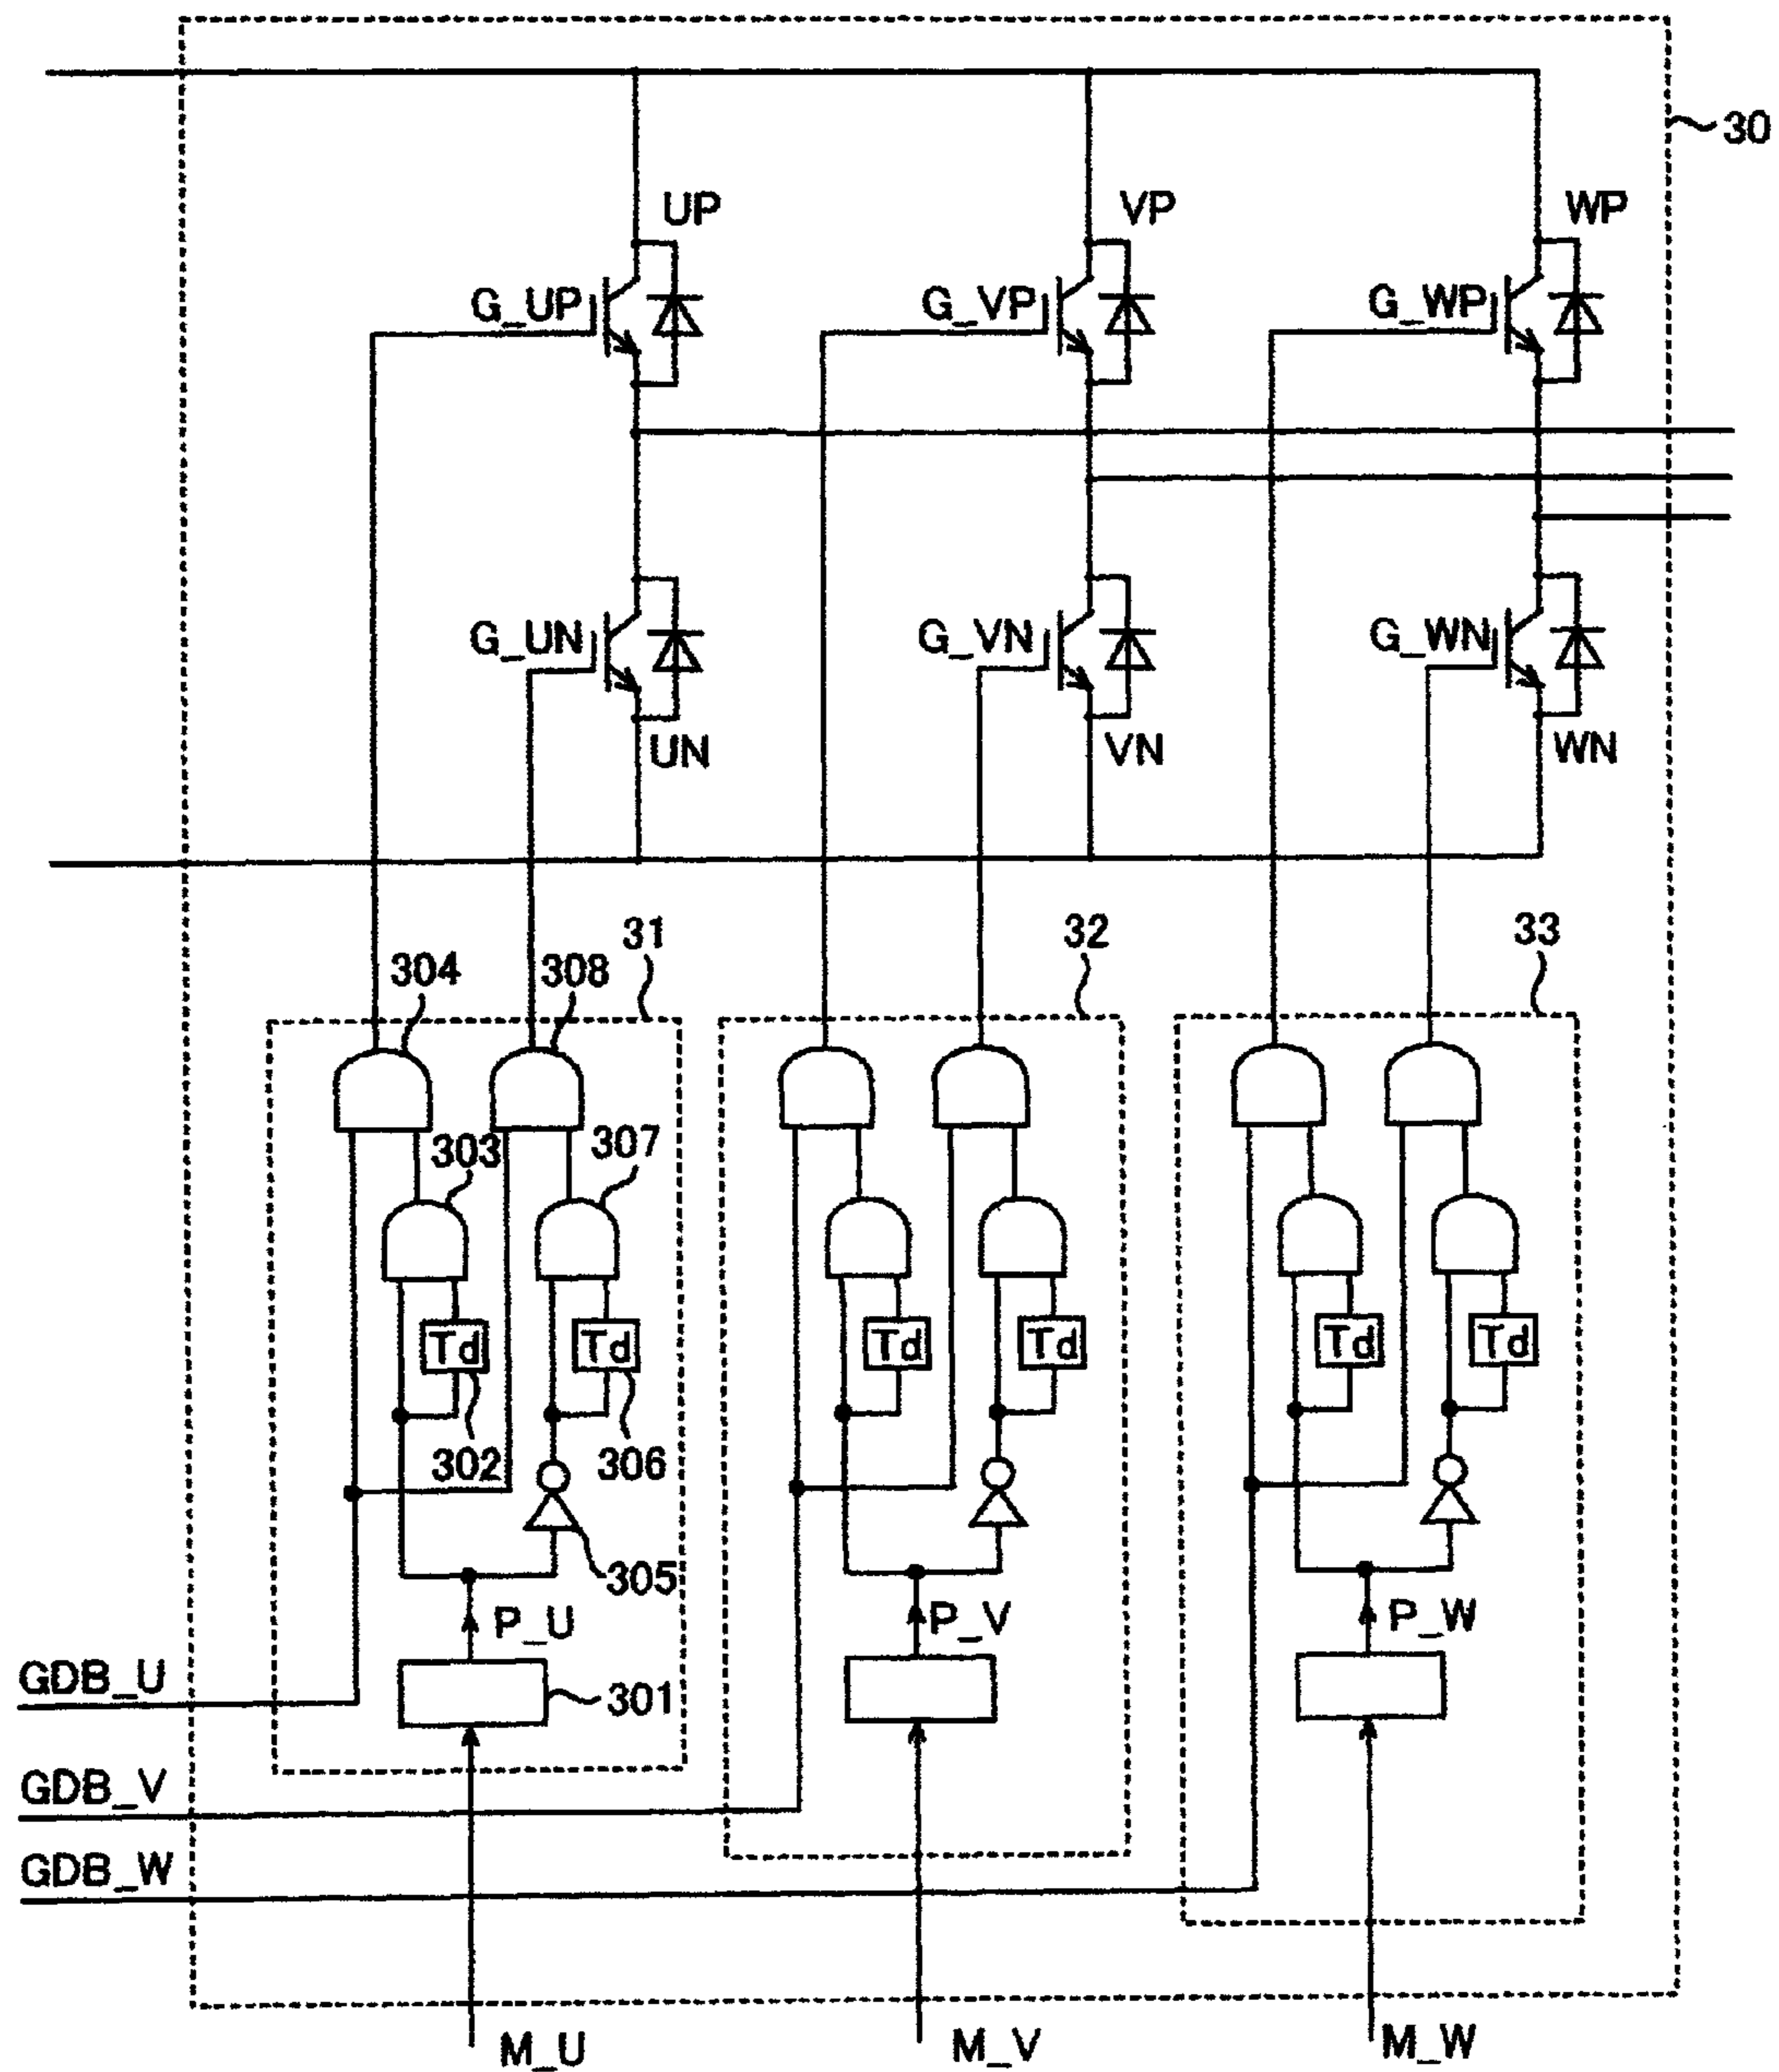 30
UP
VP
WP
G_UP
G_VP
G_WP
G_UN
G_VN
G_WN
UN
VN
WN
31
32
33
304
308
303
307
Td
Td
Td
Td
Td
Td
302
306
305
P_U
P_V
P_W
GDB_U
301
GDB_V
GDB_W
M_U
M_V
M_W